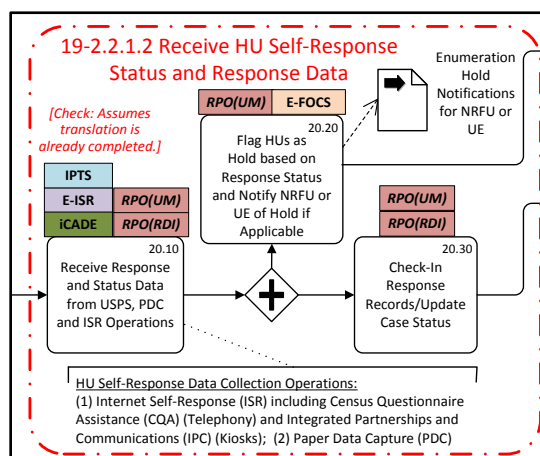 19-2.2.1.2 Receive HU Self-Response
Status and Response Data
Enumeration
Hold
Notifications
for NRFU or
UE
[Check: Assumes
translation is
already completed.]
RPO(UM) E-FOCS
20.20
Flag HUs as
Hold based on
Response Status
and Notify NRFU or
UE of Hold if
Applicable
IPTS
E-ISR RPO(UM)
iCADE RPO(RDI)
20.10
Receive Response
and Status Data
from USPS, PDC
and ISR Operations
RPO(UM)
RPO(RDI)
20.30
Check-In
Response
Records/Update
Case Status
HU Self-Response Data Collection Operations:
(1) Internet Self-Response (ISR) including Census Questionnaire
Assistance (CQA) (Telephony) and Integrated Partnerships and
Communications (IPC) (Kiosks); (2) Paper Data Capture (PDC)